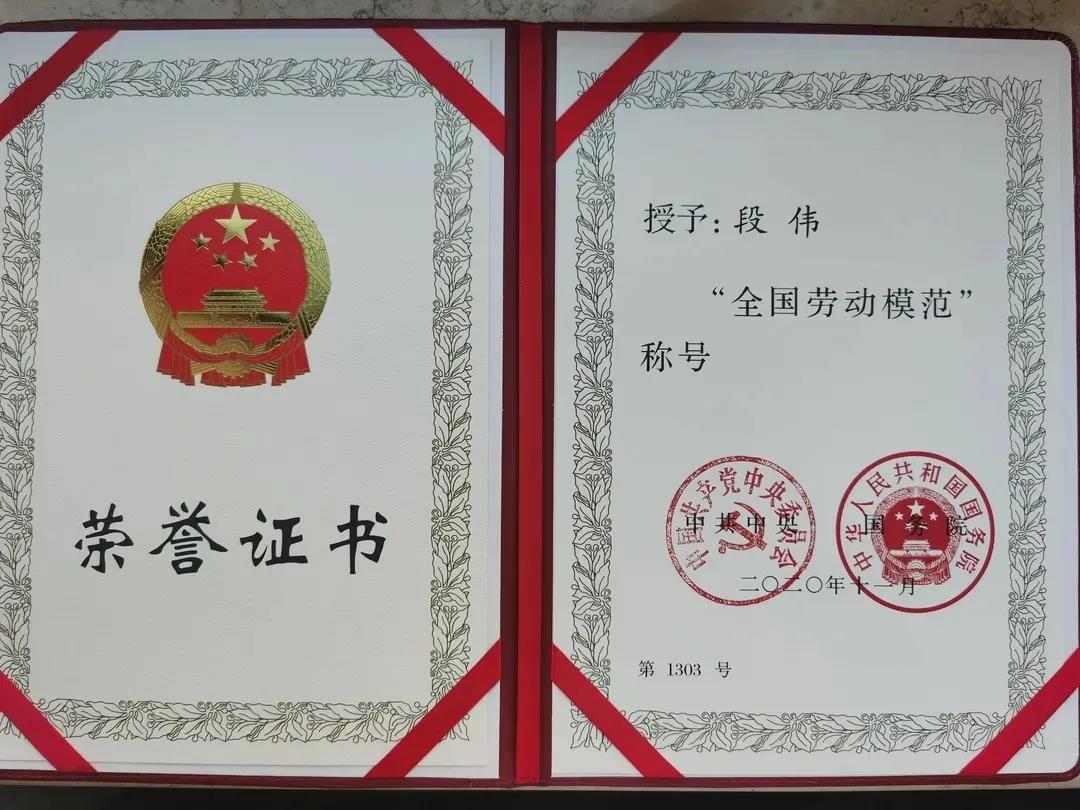 荣誉证书
授予：段 伟
“全国劳动模范”
称号
中国共产党中央委员会
中共中央
中华人民共和国国务院
国务院
二〇二〇年十一月
第 1303 号